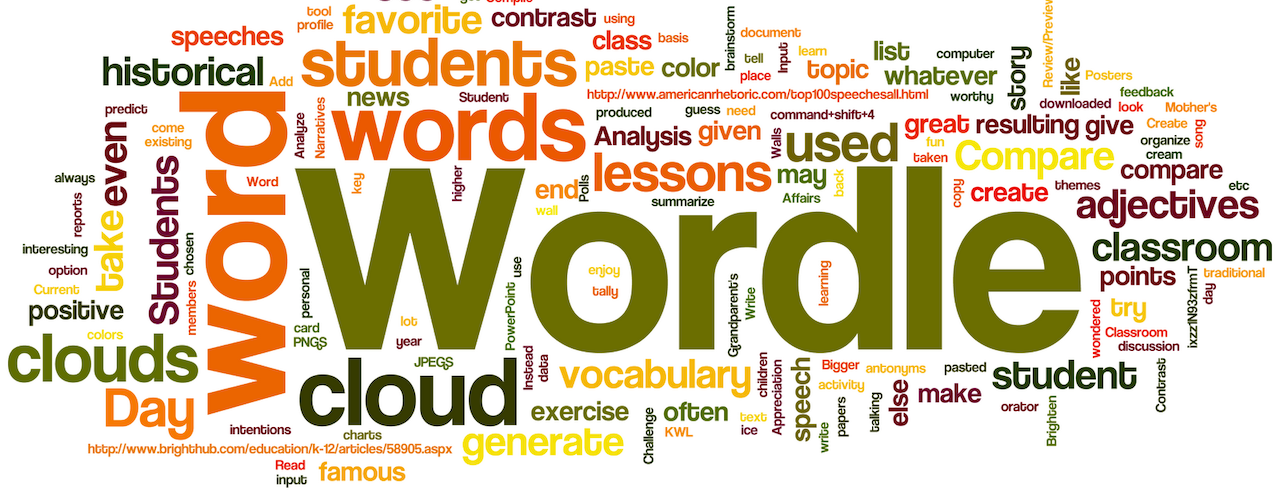 tool
profile
favorite
contrast
using
speeches
students
class
basis
brainstorm
document
tell
place
Input
learn
topic
list
computer
whatever
worthy
story
Review/Preview
like
Posters
feedback
historical
Add
paste
color
news
Student
http://www.americanrhetoric.com/top100speechesall.html
downloaded
look
Mother's
predict
word
Analyze
Narratives
words
produced
guess
need
command+shift+4
Analysis
given
Walls
used
great
resulting
give
Create
song
come
existing
even
fun
taken
Compare
organize
cream
compare
always
Students
Word
key
higher
end
Polls
lessons
may
back
Affairs
summarize
wall
copy
create
themes
etc
adjectives
reports
take
chosen
Wordle
interesting
option
Current
positive
members
personal
use
enjoy
tally
learning
Grandparent's
Write
classroom
points
traditional
day
ixzz1N93zfrmT
colors
clouds
card
PNGS
lot
year
JPEGS
PowerPoint
wondered
try
Classroom
discussion
Day
cloud
Instead
data
vocabulary
children
Appreciation
speech
Bigger
antonyms
activity
pasted
student
Contrast
else
make
orator
Brighten
intentions
charts
exercise
often
text
ice
KWL
Challenge
write
papers
talking
http://www.brighthub.com/education/k-12/articles/58905.aspx
generate
Read
input
famous